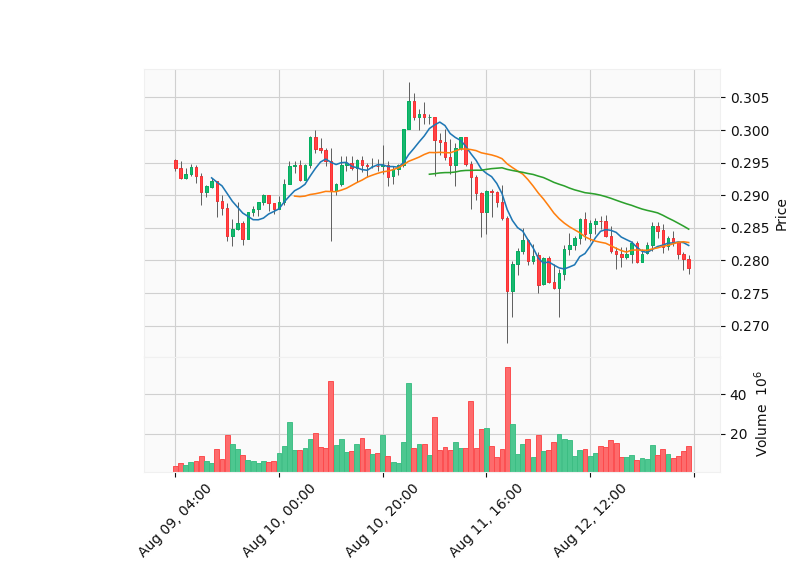 0.305
0.300
0.295
0.290
0.285
0.280
0.275
0.270
Price
40
20
Volume 10^6
Aug 09, 04:00
Aug 10, 00:00
Aug 10, 20:00
Aug 11, 16:00
Aug 12, 12:00